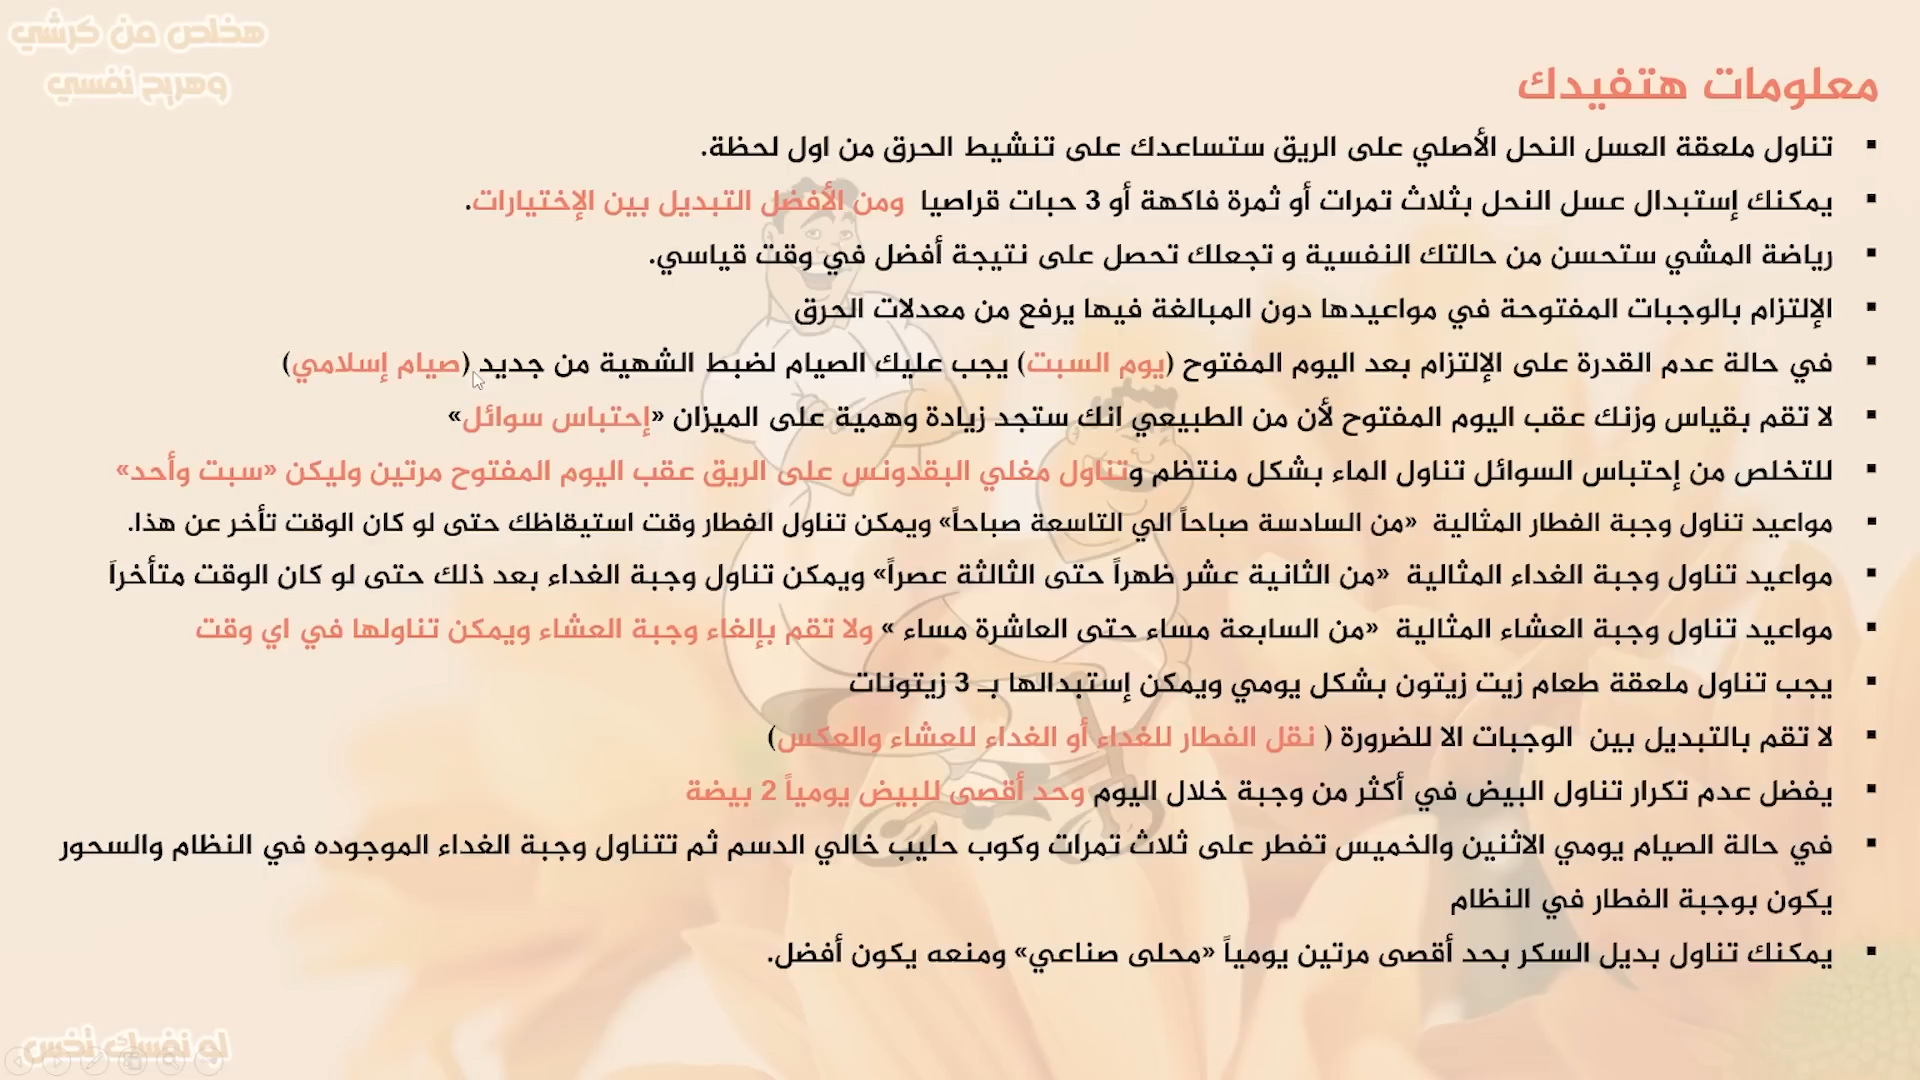 هخلص من كرشي
وهربح نفسي
معلومات هتفيدك
▪ تناول ملعقة العسل النحل الأصلي على الريق ستساعدك على تنشيط الحرق من اول لحظة.
▪ يمكنك إستبدال عسل النحل بثلاث تمرات أو ثمرة فاكهة أو 3 حبات قراصيا ومن الأفضل التبديل بين الإختيارات.
▪ رياضة المشي ستحسن من حالتك النفسية و تجعلك تحصل على نتيجة أفضل في وقت قياسي.
▪ الإلتزام بالوجبات المفتوحة في مواعيدها دون المبالغة فيها يرفع من معدلات الحرق
▪ في حالة عدم القدرة على الإلتزام بعد اليوم المفتوح (يوم السبت) يجب عليك الصيام لضبط الشهية من جديد (صيام إسلامي)
▪ لا تقم بقياس وزنك عقب اليوم المفتوح لأن من الطبيعي انك ستجد زيادة وهمية على الميزان «إحتباس سوائل»
▪ للتخلص من إحتباس السوائل تناول الماء بشكل منتظم وتناول مغلي البقدونس على الريق عقب اليوم المفتوح مرتين وليكن «سبت وأحد»
▪ مواعيد تناول وجبة الفطار المثالية «من السادسة صباحاً الي التاسعة صباحاً» ويمكن تناول الفطار وقت استيقاظك حتى لو كان الوقت تأخر عن هذا.
▪ مواعيد تناول وجبة الغداء المثالية «من الثانية عشر ظهراً حتى الثالثة عصراً» ويمكن تناول وجبة الغداء بعد ذلك حتى لو كان الوقت متأخراَ
▪ مواعيد تناول وجبة العشاء المثالية «من السابعة مساء حتى العاشرة مساء » ولا تقم بإلغاء وجبة العشاء ويمكن تناولها في اي وقت
▪ يجب تناول ملعقة طعام زيت زيتون بشكل يومي ويمكن إستبدالها بـ 3 زيتونات
▪ لا تقم بالتبديل بين الوجبات الا للضرورة ( نقل الفطار للغداء أو الغداء للعشاء والعكس)
▪ يفضل عدم تكرار تناول البيض في أكثر من وجبة خلال اليوم وحد أقصى للبيض يومياً 2 بيضة
▪ في حالة الصيام يومي الاثنين والخميس تفطر على ثلاث تمرات وكوب حليب خالي الدسم ثم تتناول وجبة الغداء الموجوده في النظام والسحور
يكون بوجبة الفطار في النظام
▪ يمكنك تناول بديل السكر بحد أقصى مرتين يومياً «محلى صناعي» ومنعه يكون أفضل.
لو نفسك تخس